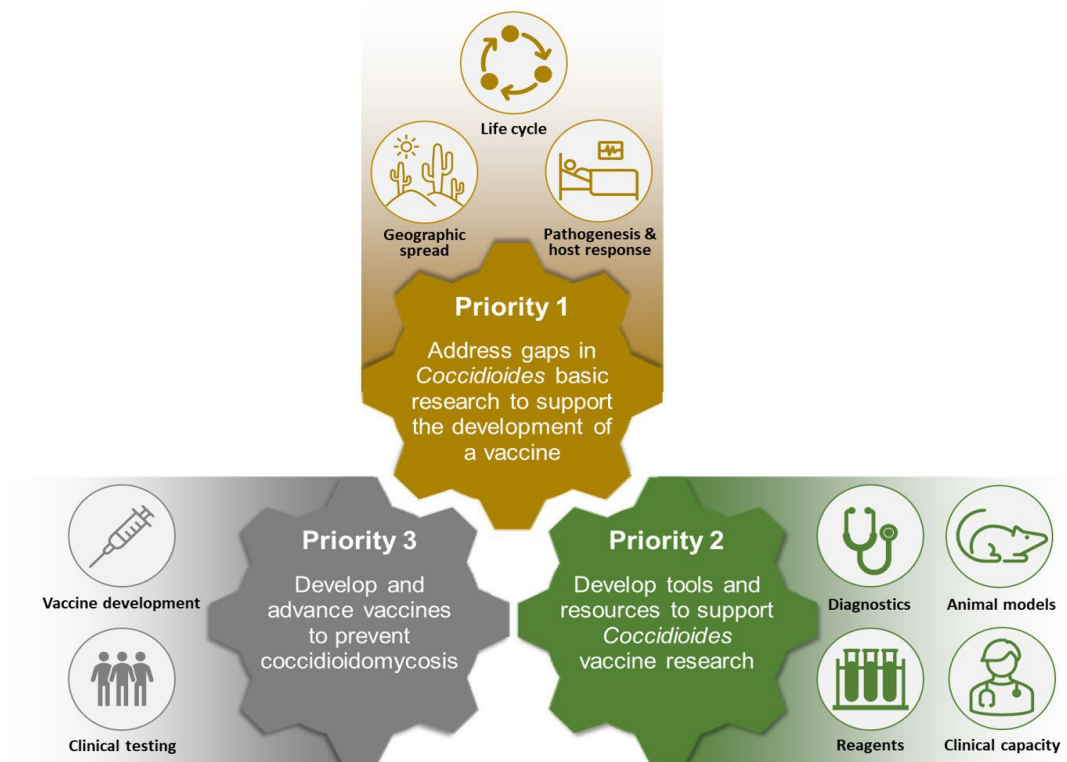 Life cycle
Geographic
spread
Pathogenesis &
host response
Priority 1
Address gaps in
Coccidioides basic
research to support
the development of
a vaccine
Priority 3
Develop and
advance vaccines
to prevent
coccidioidomycosis
Vaccine development
Clinical testing
Priority 2
Develop tools and
resources to support
Coccidioides
vaccine research
Diagnostics
Animal models
Reagents
Clinical capacity